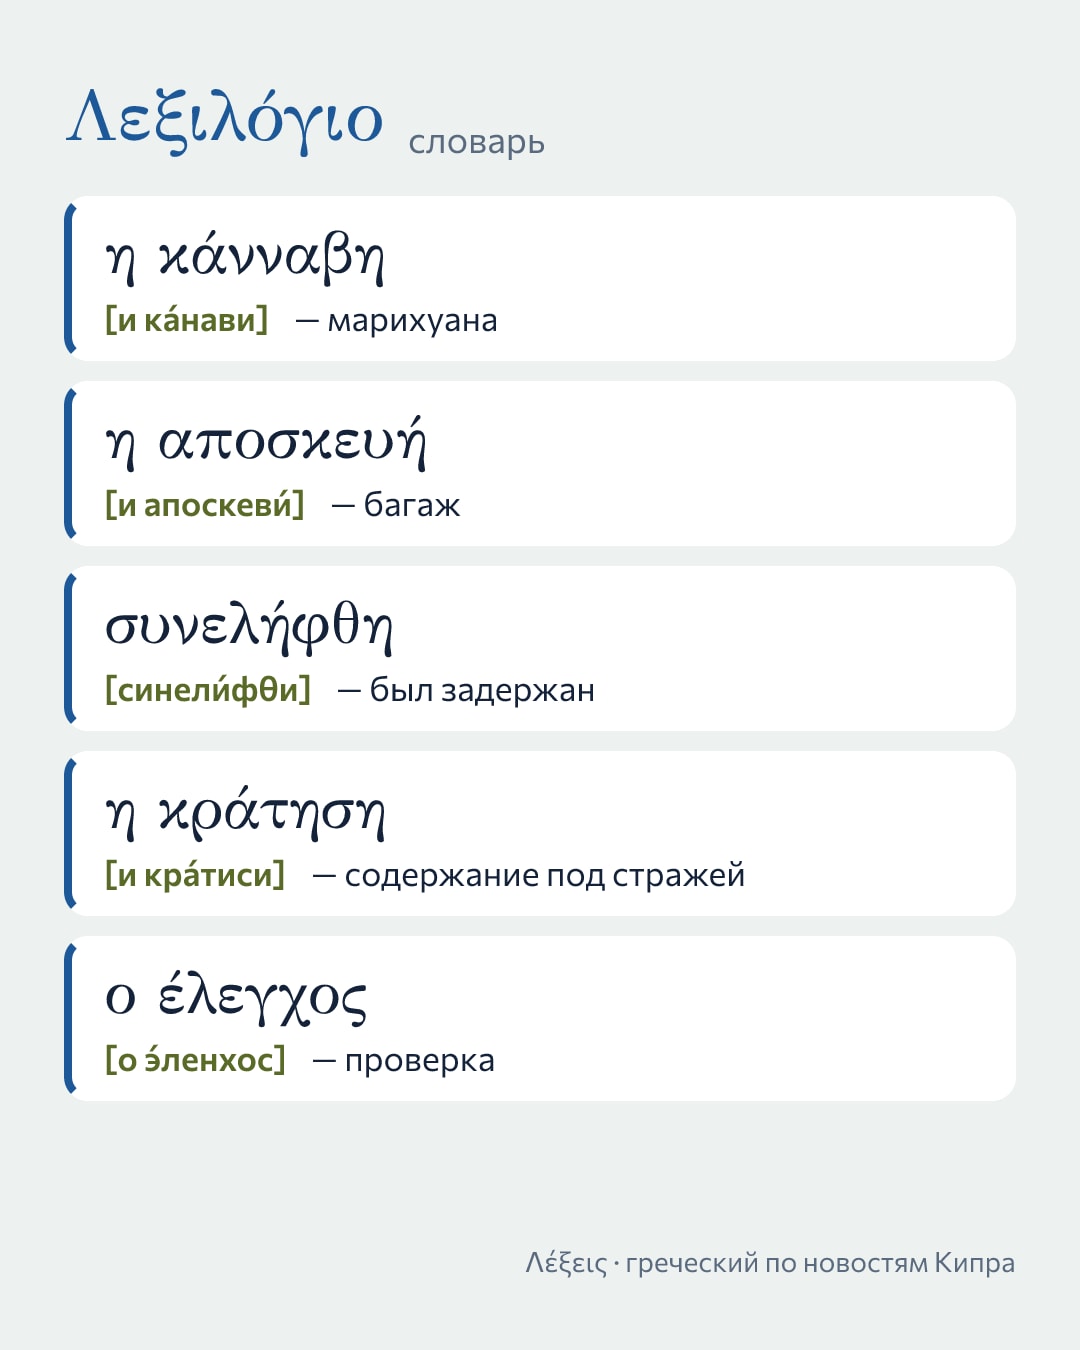 Λεξιλόγιο словарь
η κάνναβη
[и ка́нави] — марихуана
η αποσκευή
[и апоскеви́] — багаж
συνελήφθη
[синели́фθи] — был задержан
η κράτηση
[и кра́тиси] — содержание под стражей
ο έλεγχος
[о э́ленхос] — проверка
Λέξεις · греческий по новостям Кипра